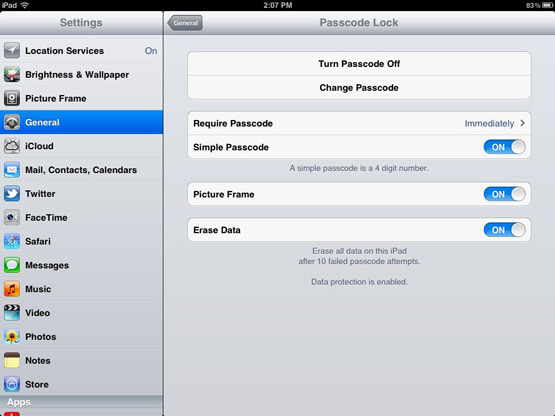 iPad
2:07 PM
83%
Settings
General
Passcode Lock
Location Services On
Brightness & Wallpaper
Picture Frame
General
iCloud
Mail, Contacts, Calendars
Twitter
FaceTime
Safari
Messages
Music
Video
Photos
Notes
Store
Apps
Turn Passcode Off
Change Passcode
Require Passcode Immediately
Simple Passcode ON
A simple passcode is a 4 digit number.
Picture Frame ON
Erase Data ON
Erase all data on this iPad
after 10 failed passcode attempts.
Data protection is enabled.